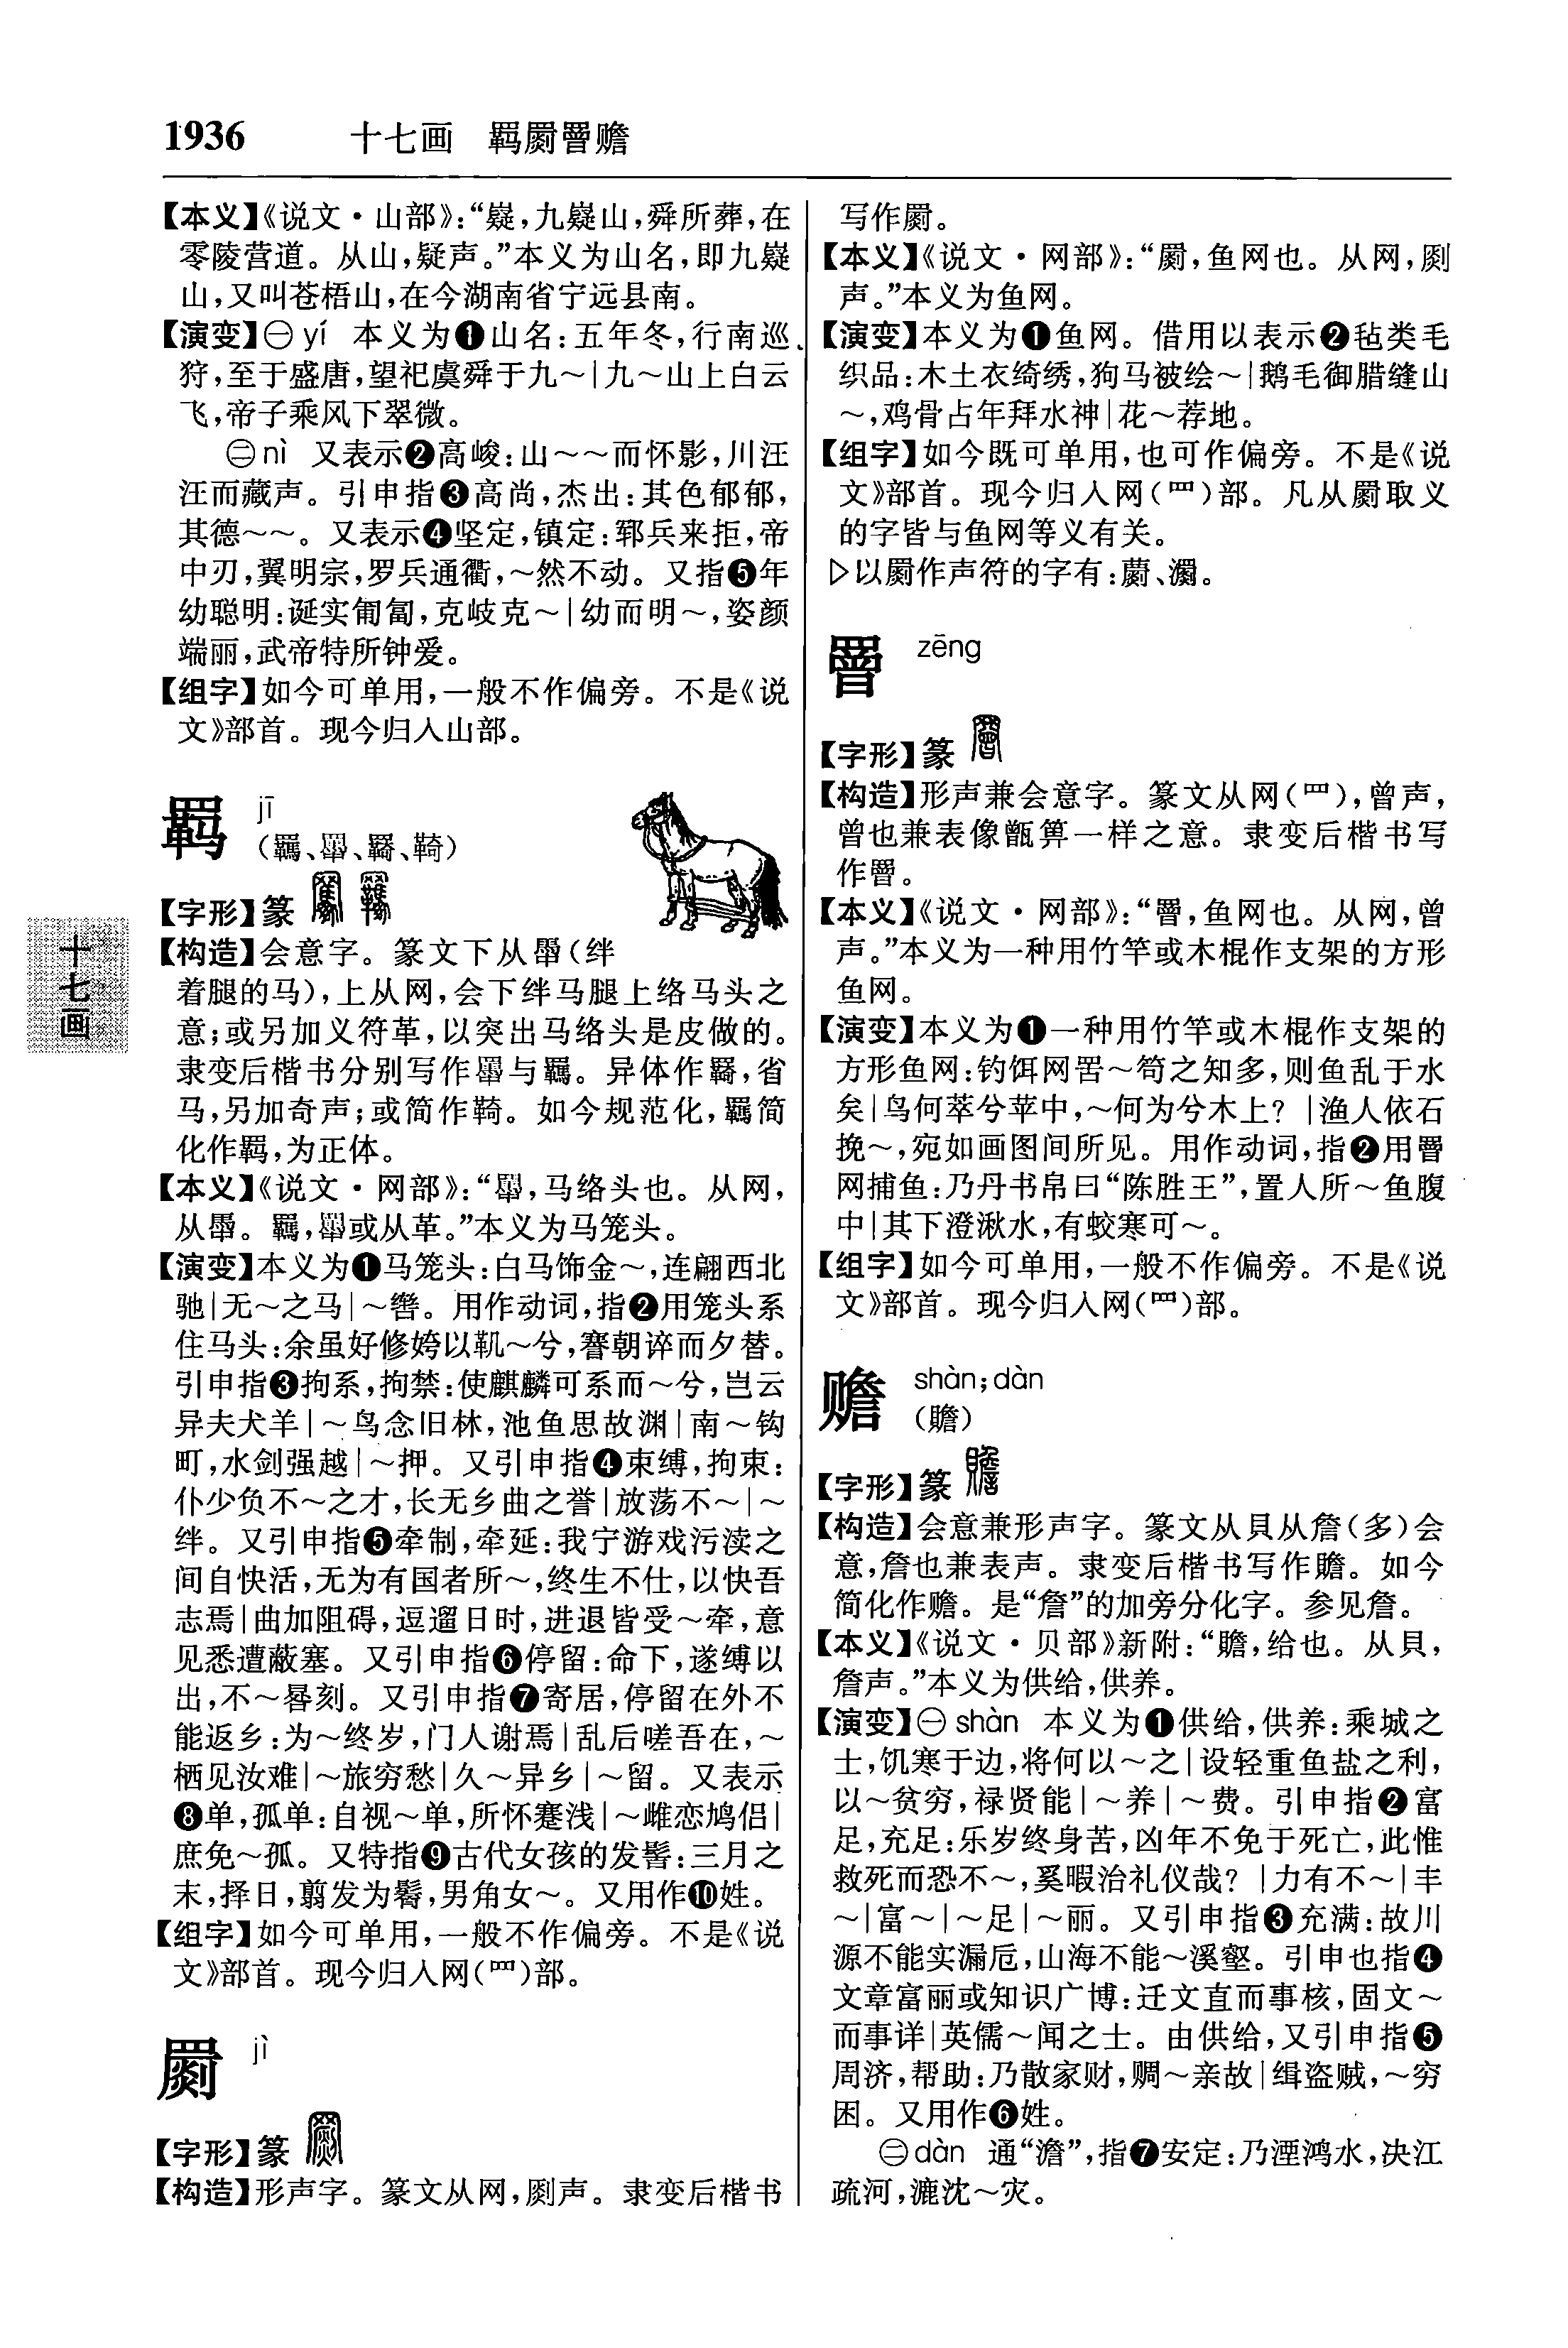 1936 十七画 羁罽罾赡
【本义】《说文·山部》：“嶷，九嶷山，舜所葬，在
零陵营道。从山，疑声。”本义为山名，即九嶷
山，又叫苍梧山，在今湖南省宁远县南。
【演变】㊀yí 本义为❶山名：五年冬，行南巡
狩，至于盛唐，望祀虞舜于九～|九～山上白云
飞，帝子乘风下翠微。
㊁nì 又表示❷高峻：山～～而怀影，川汪
汪而藏声。引申指❸高尚，杰出：其色郁郁，
其德～～。又表示❹坚定，镇定：郓兵来拒，帝
中刃，翼明宗，罗兵通衢，～然不动。又指❺年
幼聪明：诞实匍匐，克岐克～|幼而明～，姿颜
端丽，武帝特所钟爱。
【组字】如今可单用，一般不作偏旁。不是《说
文》部首。现今归入山部。
羁 jī
（羈、馽、羇、䩭）
【字形】篆
【构造】会意字。篆文下从馽（绊
着腿的马），上从网，会下绊马腿上络马头之
意；或另加义符革，以突出马络头是皮做的。
隶变后楷书分别写作𦌭与羈。异体作羇，省
马，另加奇声；或简作䩭。如今规范化，羈简
化作羁，为正体。
【本义】《说文·网部》：“𦌭，马络头也。从网，
从馽。羈，𦌭或从革。”本义为马笼头。
【演变】本义为❶马笼头：白马饰金～，连翩西北
驰|无～之马|～辔。用作动词，指❷用笼头系
住马头：余虽好修姱以鞿～兮，謇朝谇而夕替。
引申指❸拘系，拘禁：使麒麟可系而～兮，岂云
异夫犬羊|～鸟念旧林，池鱼思故渊|南～钩
町，水剑强越|～押。又引申指❹束缚，拘束：
仆少负不～之才，长无乡曲之誉|放荡不～|～
绊。又引申指❺牵制，牵延：我宁游戏污渎之
间自快活，无为有国者所～，终生不仕，以快吾
志焉|曲加阻碍，逗遛日时，进退皆受～牵，意
见悉遭蔽塞。又引申指❻停留：命下，遂缚以
出，不～晷刻。又引申指❼寄居，停留在外不
能返乡：为～终岁，门人谢焉|乱后嗟吾在，～
栖见汝难|～旅穷愁|久～异乡|～留。又表示
❽单，孤单：自视～单，所怀蹇浅|～雌恋鸠侣|
庶免～孤。又特指❾古代女孩的发髻：三月之
末，择日，翦发为鬌，男角女～。又用作❿姓。
【组字】如今可单用，一般不作偏旁。不是《说
文》部首。现今归入网（罒）部。
罽 jì
【字形】篆
【构造】形声字。篆文从网，㓹声。隶变后楷书
写作罽。
【本义】《说文·网部》：“罽，鱼网也。从网，㓹
声。”本义为鱼网。
【演变】本义为❶鱼网。借用以表示❷毡类毛
织品：木土衣绮绣，狗马被缋～|鹅毛御腊缝山
～，鸡骨占年拜水神|花～荐地。
【组字】如今既可单用，也可作偏旁。不是《说
文》部首。现今归入网（罒）部。凡从罽取义
的字皆与鱼网等义有关。
▷以罽作声符的字有：藅、瀱。
罾 zēng
【字形】篆
【构造】形声兼会意字。篆文从网（罒），曾声，
曾也兼表像甑箅一样之意。隶变后楷书写
作罾。
【本义】《说文·网部》：“罾，鱼网也。从网，曾
声。”本义为一种用竹竿或木棍作支架的方形
鱼网。
【演变】本义为❶一种用竹竿或木棍作支架的
方形鱼网：钓饵网罟～笱之知多，则鱼乱于水
矣|鸟何萃兮苹中，～何为兮木上？|渔人依石
挽～，宛如画图间所见。用作动词，指❷用罾
网捕鱼：乃丹书帛曰“陈胜王”，置人所～鱼腹
中|其下澄湫水，有蛟寒可～。
【组字】如今可单用，一般不作偏旁。不是《说
文》部首。现今归入网（罒）部。
赡 shàn；dàn
（贍）
【字形】篆
【构造】会意兼形声字。篆文从貝从詹（多）会
意，詹也兼表声。隶变后楷书写作贍。如今
简化作赡。是“詹”的加旁分化字。参见詹。
【本义】《说文·贝部》新附：“贍，给也。从貝，
詹声。”本义为供给，供养。
【演变】㊀shàn 本义为❶供给，供养：乘城之
士，饥寒于边，将何以～之|设轻重鱼盐之利，
以～贫穷，禄贤能|～养|～费。引申指❷富
足，充足：乐岁终身苦，凶年不免于死亡，此惟
救死而恐不～，奚暇治礼仪哉？|力有不～|丰
～|富～|～足|～丽。又引申指❸充满：故川
源不能实漏卮，山海不能～溪壑。引申也指❹
文章富丽或知识广博：迁文直而事核，固文～
而事详|英儒～闻之士。由供给，又引申指❺
周济，帮助：乃散家财，赒～亲故|缉盗贼，～穷
困。又用作❻姓。
㊁dàn 通“澹”，指❼安定：乃湮鸿水，决江
疏河，漉沈～灾。
十七画